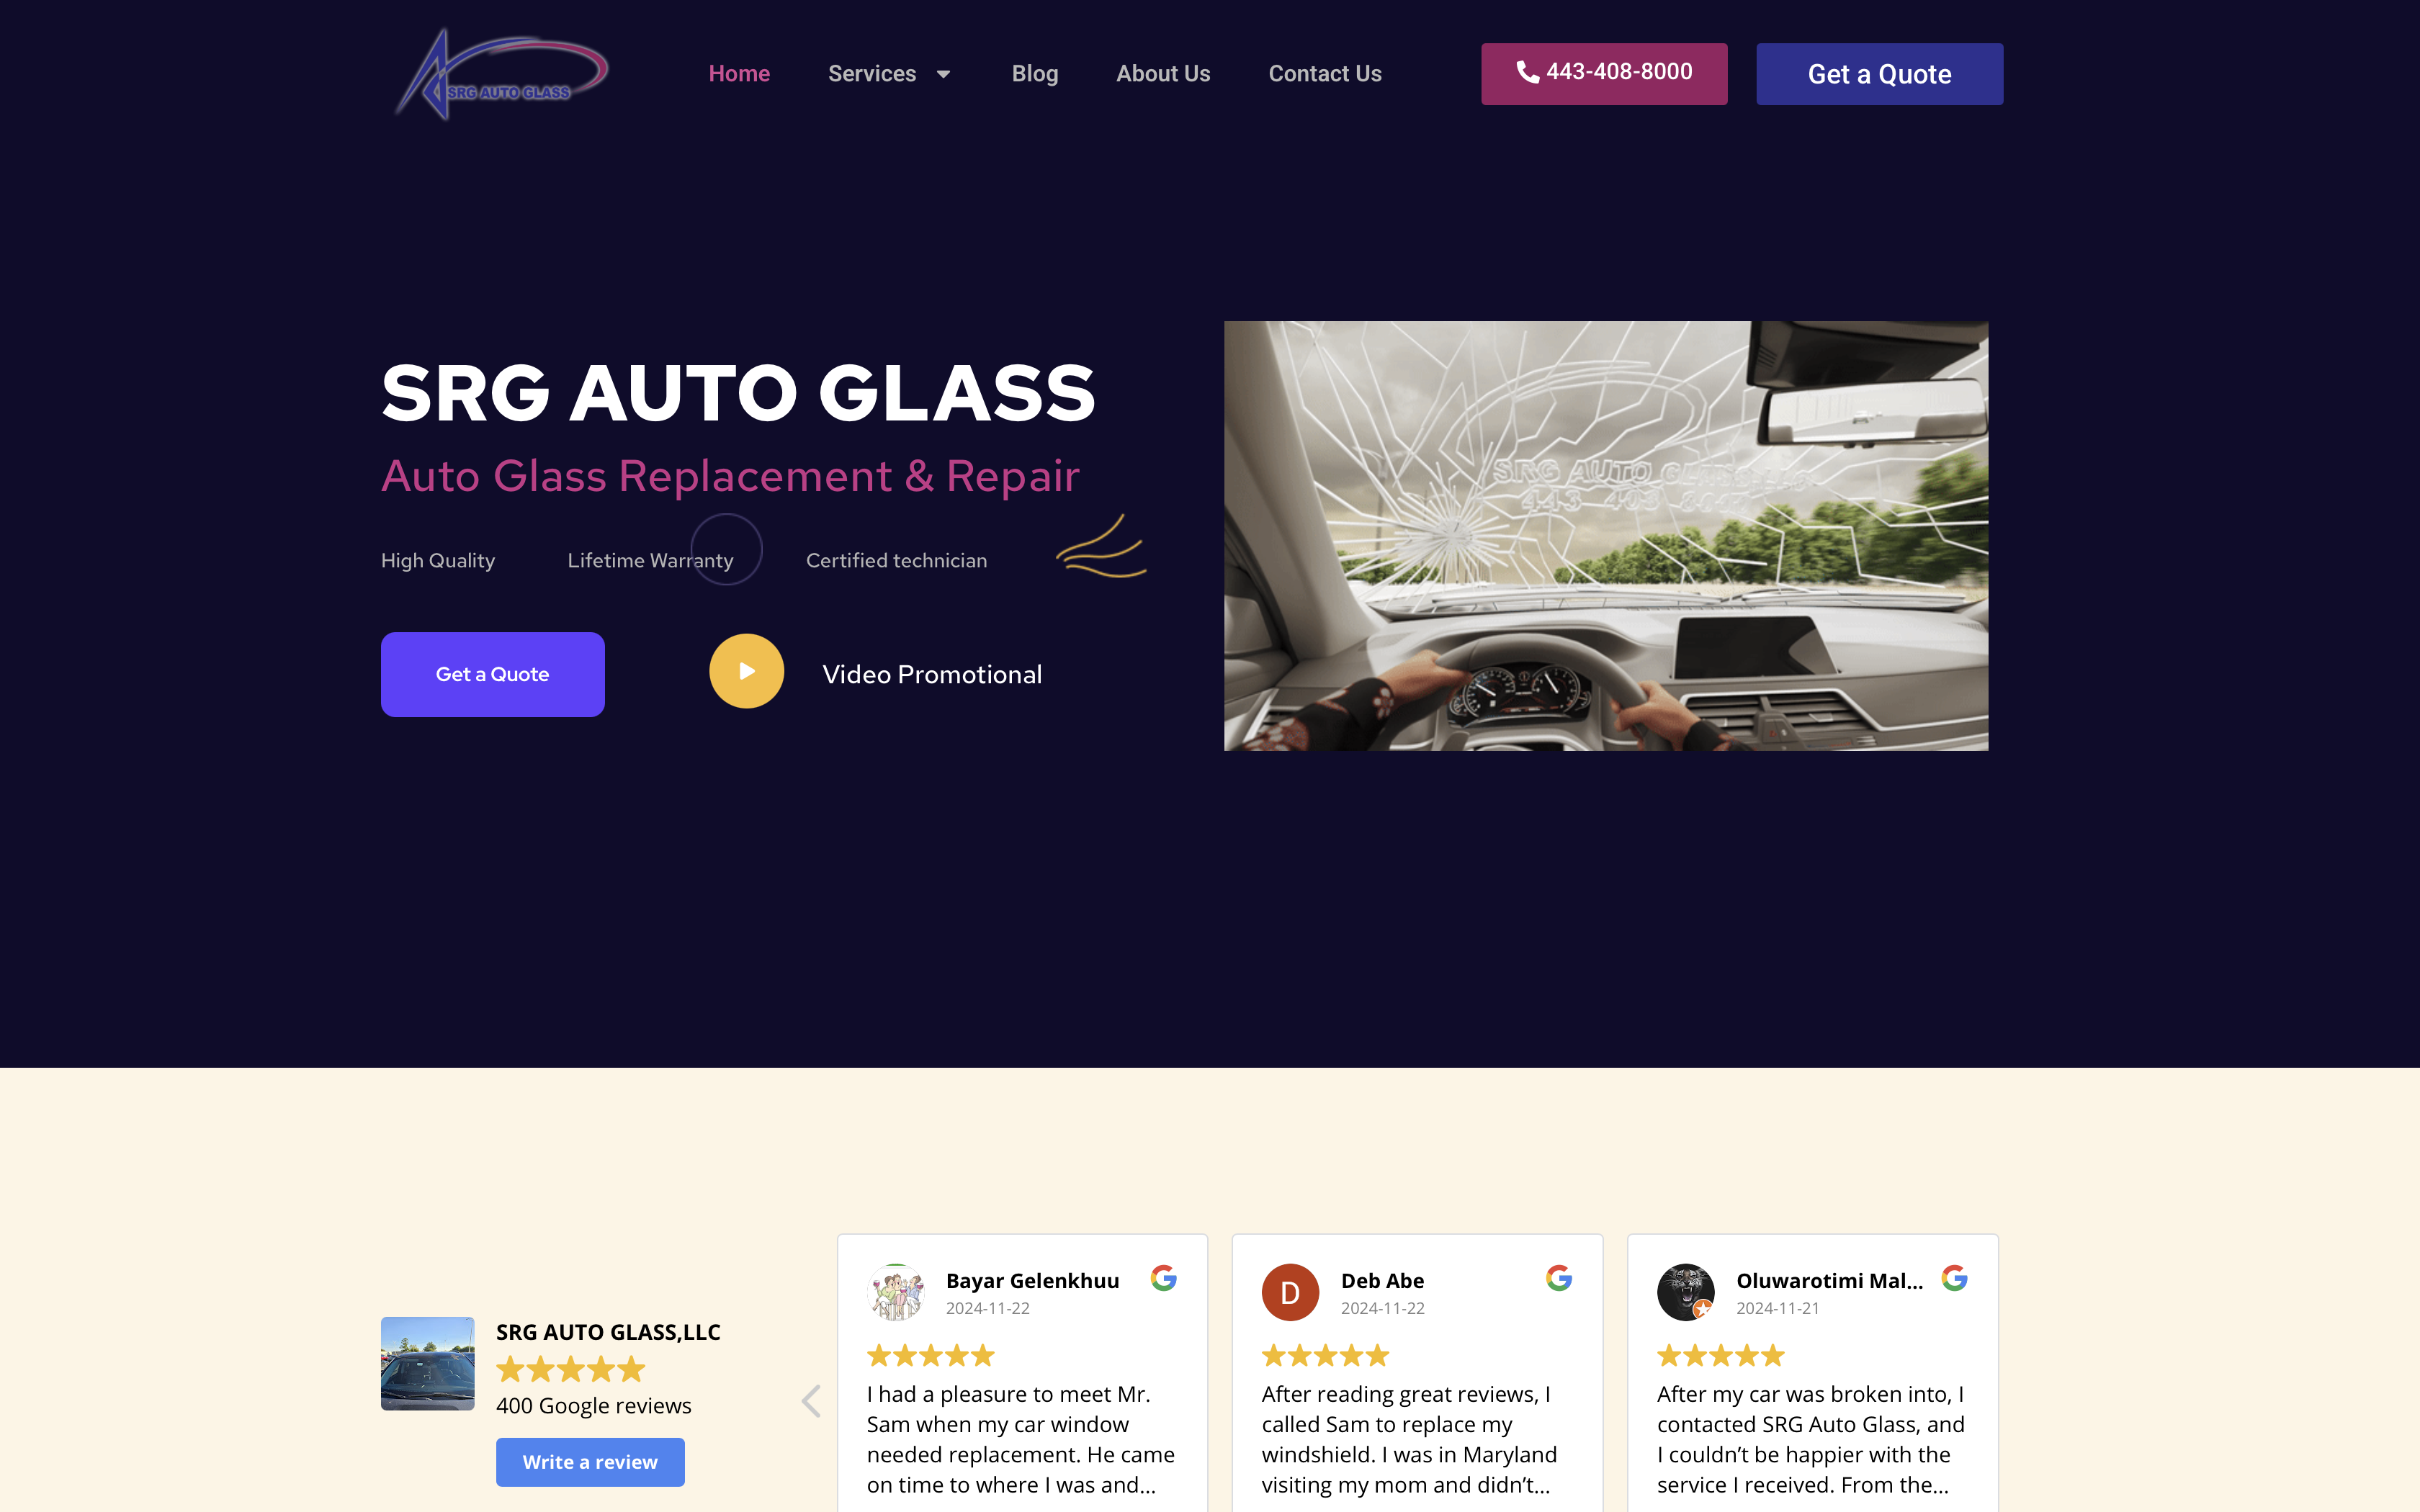 SRG AUTO GLASS
Home
Services
Blog
About Us
Contact Us
443-408-8000
Get a Quote
SRG AUTO GLASS
Auto Glass Replacement & Repair
High Quality
Lifetime Warranty
Certified technician
Get a Quote
Video Promotional
SRG AUTO GLASS LLC
SRG AUTO GLASS,LLC
400 Google reviews
Write a review
Bayar Gelenkhuu
2024-11-22
I had a pleasure to meet Mr.
Sam when my car window
needed replacement. He came
on time to where I was and...
D
Deb Abe
2024-11-22
After reading great reviews, I
called Sam to replace my
windshield. I was in Maryland
visiting my mom and didn't...
Oluwarotimi Mal...
2024-11-21
After my car was broken into, I
contacted SRG Auto Glass, and
I couldn't be happier with the
service I received. From the...